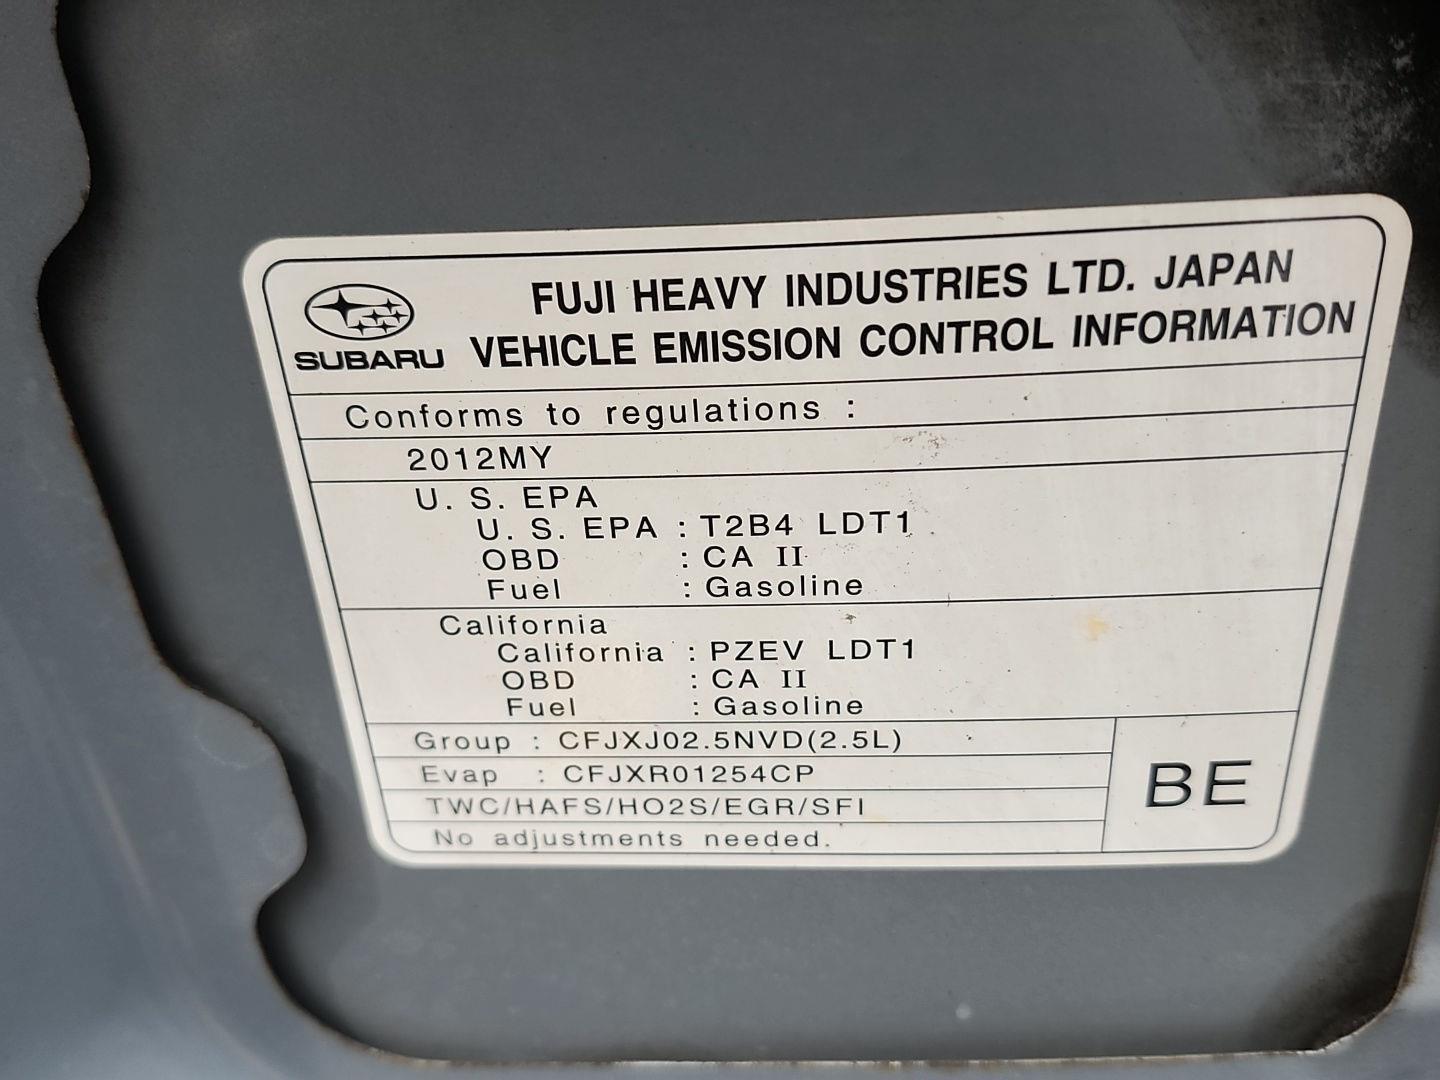 FUJI HEAVY INDUSTRIES LTD. JAPAN
SUBARU VEHICLE EMISSION CONTROL INFORMATION
Conforms to regulations :
2012MY
U. S. EPA
U. S. EPA : T2B4 LDT1
OBD : CA II
Fuel : Gasoline
California
California : PZEV LDT1
OBD : CA II
Fuel : Gasoline
Group : CFJXJ02.5NVD(2.5L)
Evap : CFJXR01254CP
BE
TWC/HAFS/HO2S/EGR/SFI
No adjustments needed.